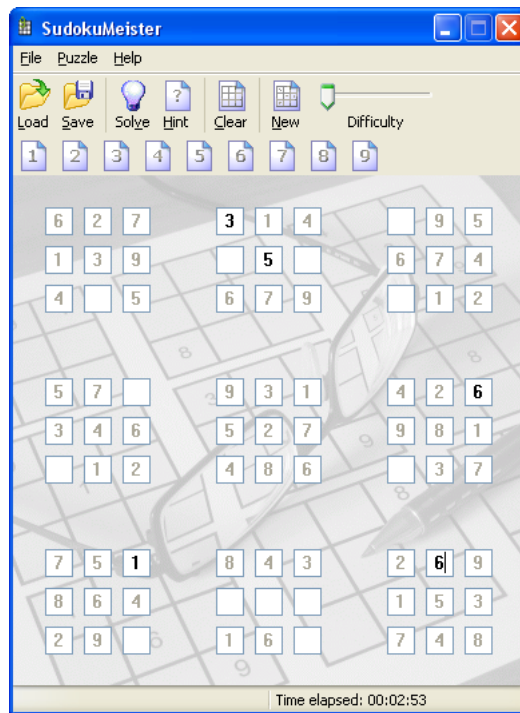 SudokuMeister
File Puzzle Help
?
Load Save Solve Hint Clear New Difficulty
1 2 3 4 5 6 7 8 9
6 2 7 3 1 4 9 5
1 3 9 5 6 7 4
4 5 6 7 9 1 2
5 7 9 3 1 4 2 6
3 4 6 5 2 7 9 8 1
1 2 4 8 6 3 7
7 5 1 8 4 3 2 6 9
8 6 4 1 5 3
2 9 1 6 7 4 8
Time elapsed: 00:02:53